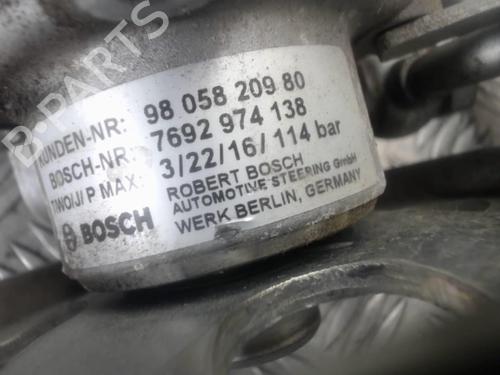 B-PARTS
KUNDEN-NR: 98 058 209 80
BOSCH-NR: 7692 974 138
T/WO/J/ P MAX: 3/22/16/114 bar
BOSCH
ROBERT BOSCH
AUTOMOTIVE STEERING GmbH
WERK BERLIN, GERMANY